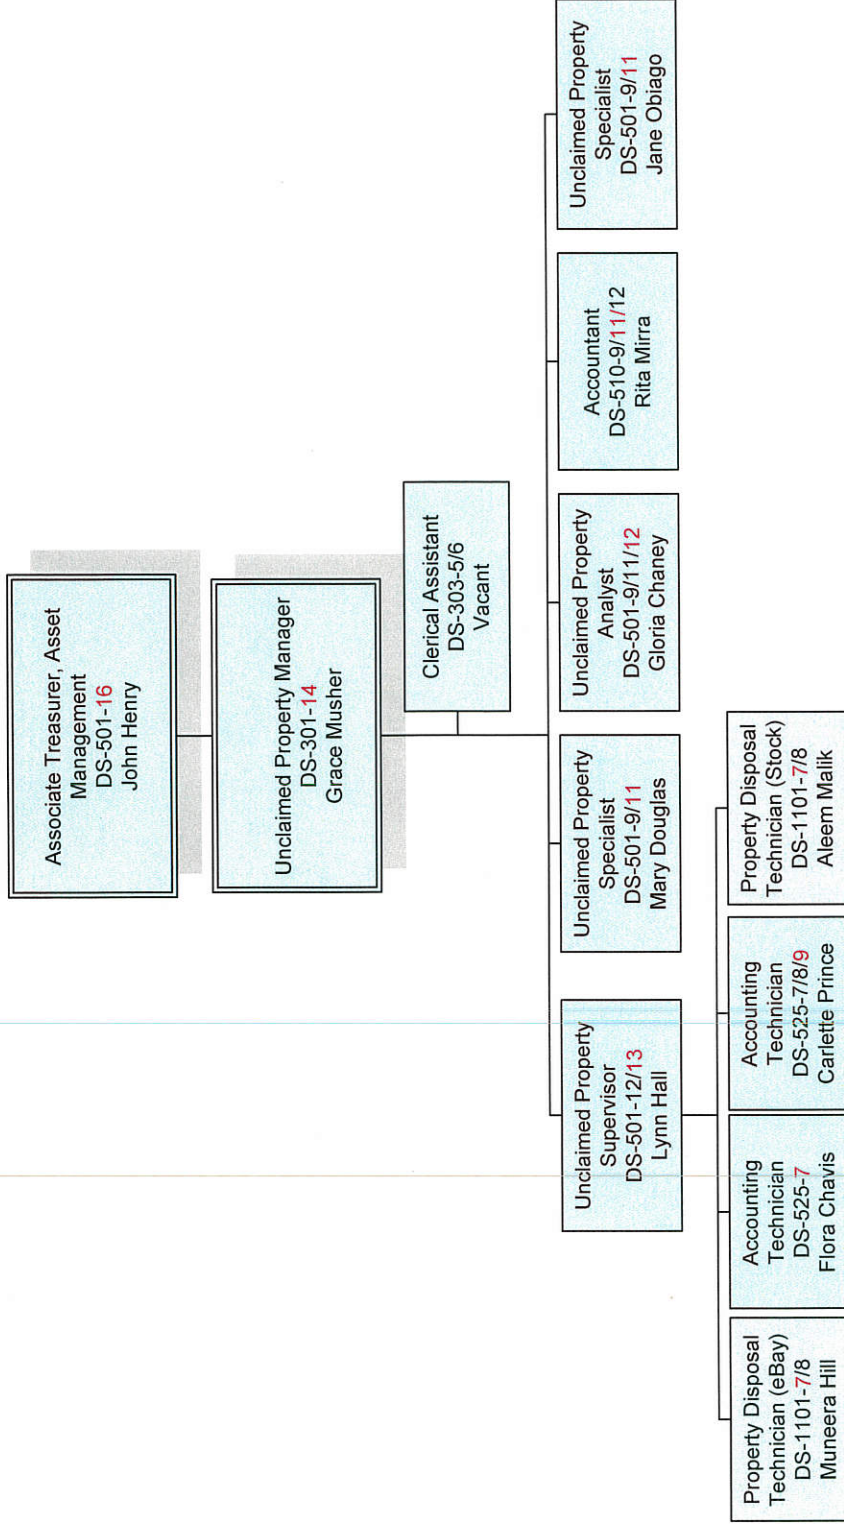 Associate Treasurer, Asset
Management
DS-501-16
John Henry
Unclaimed Property Manager
DS-301-14
Grace Musher
Clerical Assistant
DS-303-5/6
Vacant
Unclaimed Property
Supervisor
DS-501-12/13
Lynn Hall
Unclaimed Property
Specialist
DS-501-9/11
Mary Douglas
Unclaimed Property
Analyst
DS-501-9/11/12
Gloria Chaney
Accountant
DS-510-9/11/12
Rita Mirra
Unclaimed Property
Specialist
DS-501-9/11
Jane Obiago
Property Disposal
Technician (eBay)
DS-1101-7/8
Muneera Hill
Accounting
Technician
DS-525-7
Flora Chavis
Accounting
Technician
DS-525-7/8/9
Carlette Prince
Property Disposal
Technician (Stock)
DS-1101-7/8
Aleem Malik